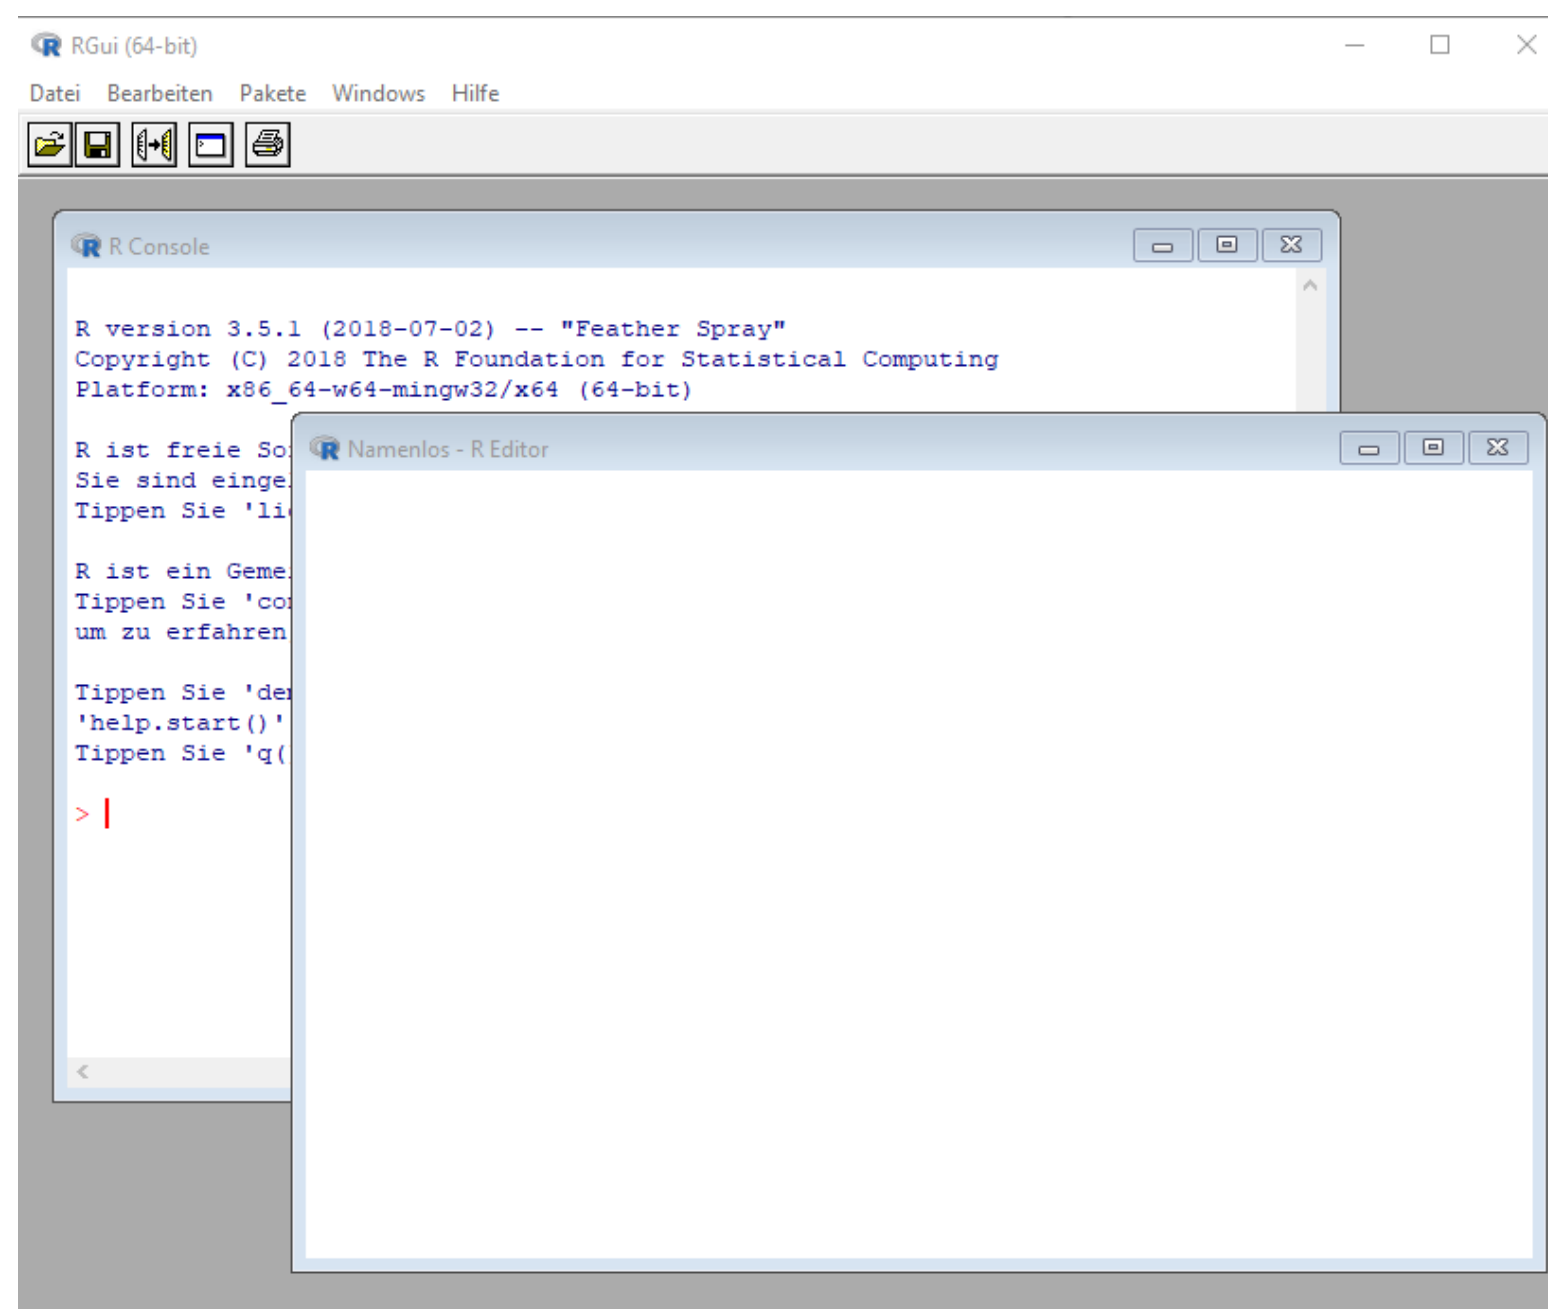 RGui (64-bit)
Datei Bearbeiten Pakete Windows Hilfe
R Console
R version 3.5.1 (2018-07-02) -- "Feather Spray"
Copyright (C) 2018 The R Foundation for Statistical Computing
Platform: x86_64-w64-mingw32/x64 (64-bit)
R ist freie
Sie sind
Tippen Sie
R ist ein
Tippen Sie
um zu erfahren
Tippen Sie
'help.start()'
Tippen Sie 'q(
>
Namenlos - R Editor